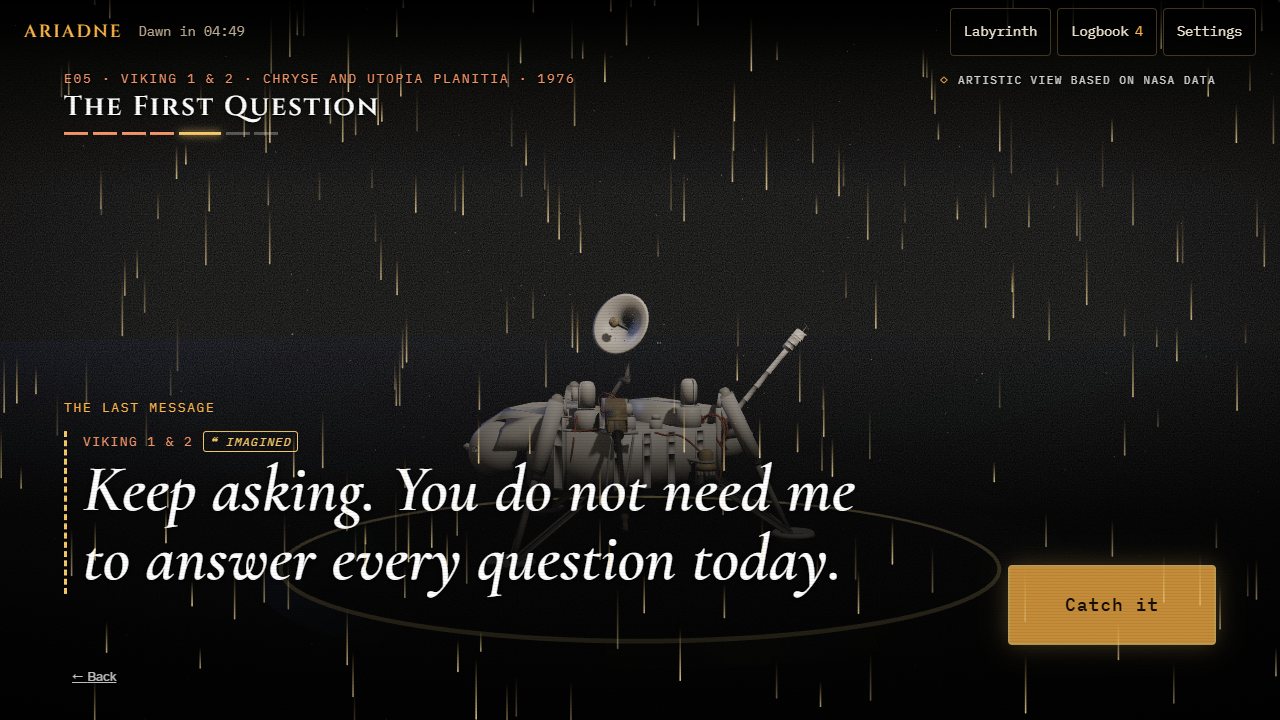 ARIADNE Dawn in 04:49 Labyrinth Logbook 4 Settings
E05 · VIKING 1 & 2 · CHRYSE AND UTOPIA PLANITIA · 1976
◇ ARTISTIC VIEW BASED ON NASA DATA
The First Question
THE LAST MESSAGE
VIKING 1 & 2 ❝ IMAGINED
Keep asking. You do not need me
to answer every question today.
Catch it
← Back